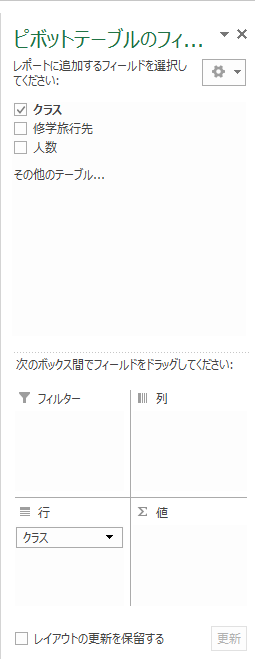 ピボットテーブルのフィ...
レポートに追加するフィールドを選択し
てください:
クラス
修学旅行先
人数
その他のテーブル...
次のボックス間でフィールドをドラッグしてください:
フィルター
列
行
Σ 値
クラス
レイアウトの更新を保留する
更新